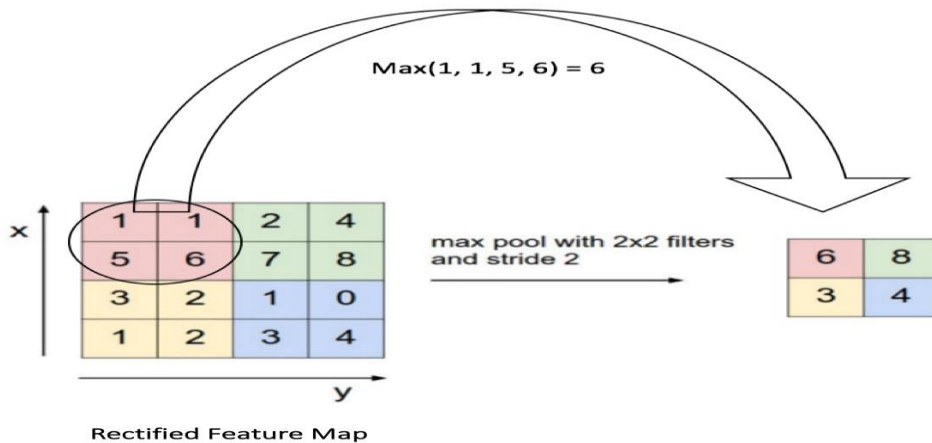 Max(1, 1, 5, 6) = 6
x
1 1 2 4
5 6 7 8
3 2 1 0
1 2 3 4
y
Rectified Feature Map
max pool with 2x2 filters
and stride 2
6 8
3 4